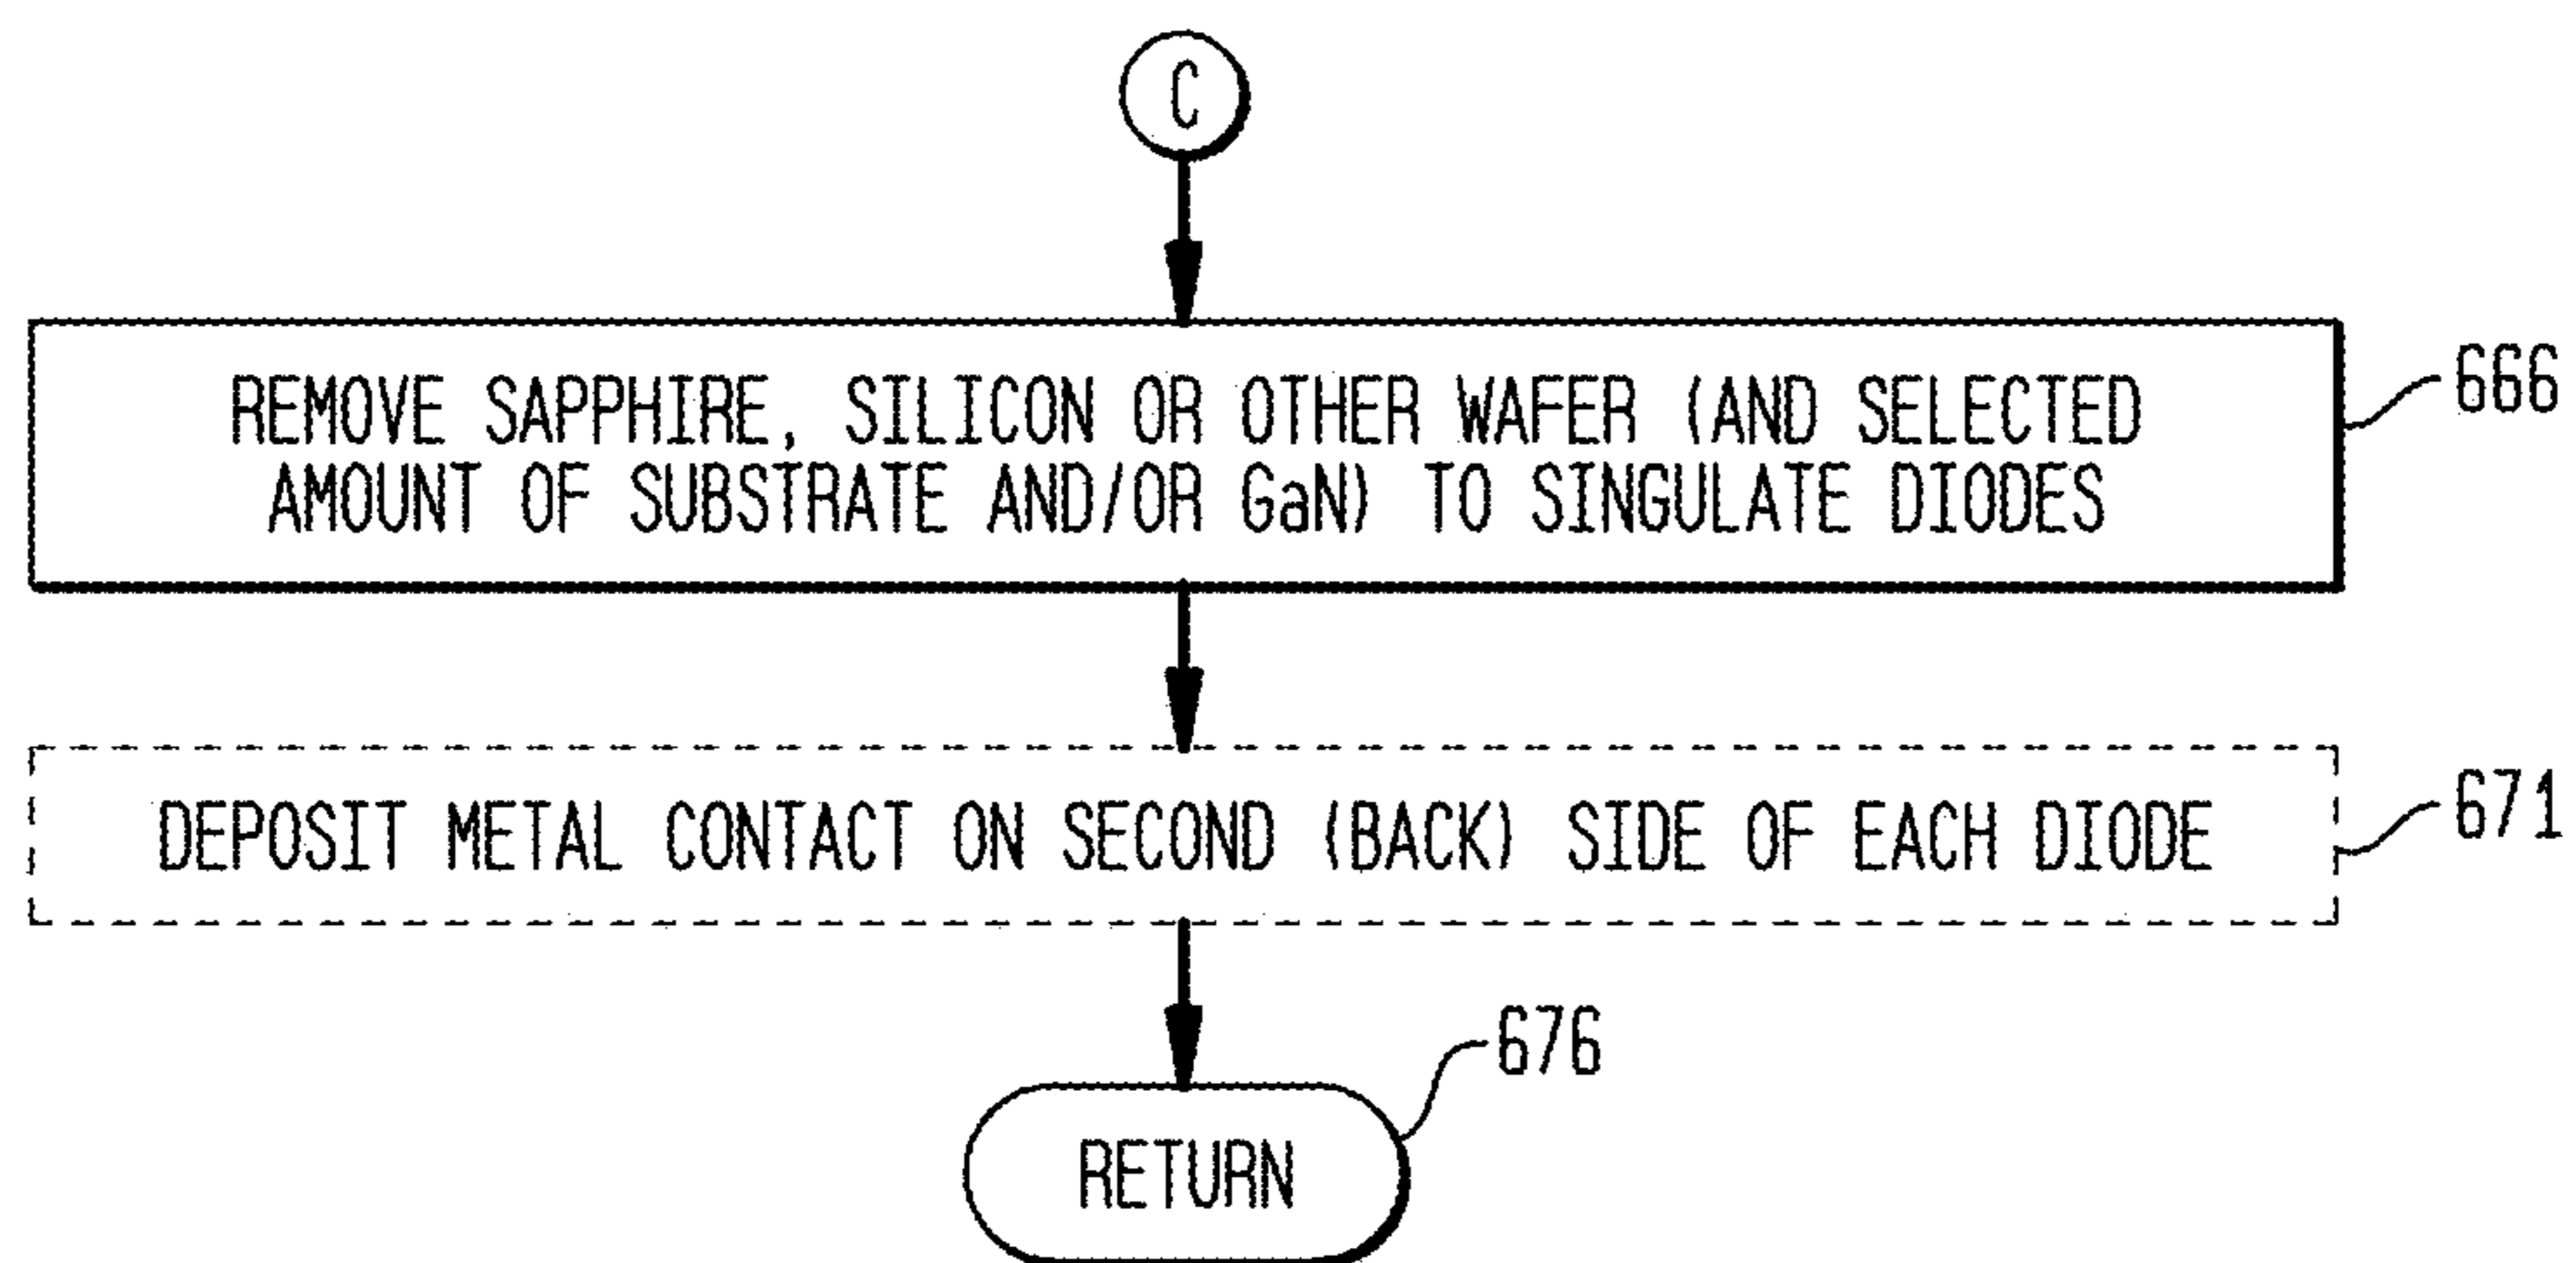 C
REMOVE SAPPHIRE, SILICON OR OTHER WAFER (AND SELECTED
AMOUNT OF SUBSTRATE AND/OR GaN) TO SINGULATE DIODES
666
DEPOSIT METAL CONTACT ON SECOND (BACK) SIDE OF EACH DIODE
671
676
RETURN